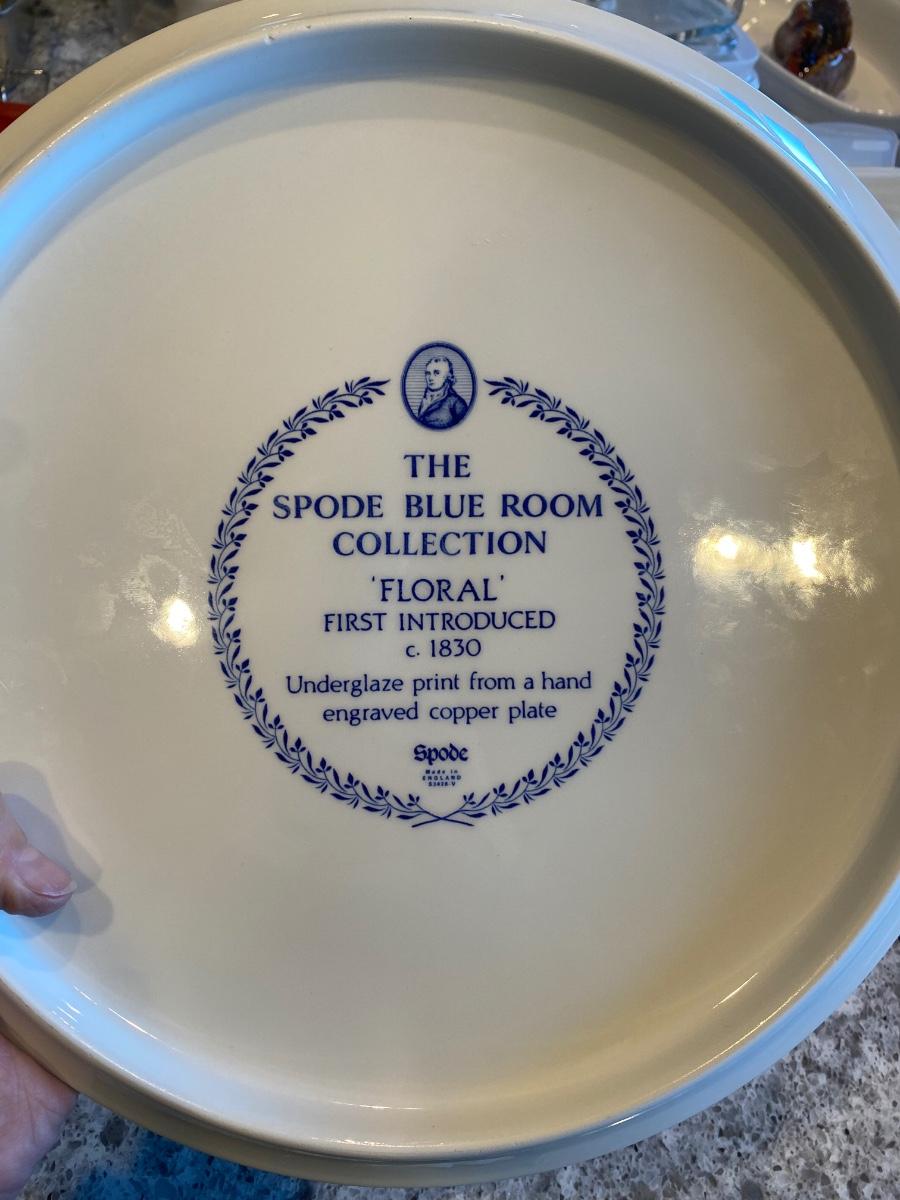 THE
SPODE BLUE ROOM
COLLECTION
'FLORAL'
FIRST INTRODUCED
c. 1830
Underglaze print from a hand
engraved copper plate
Spode
Made in
ENGLAND